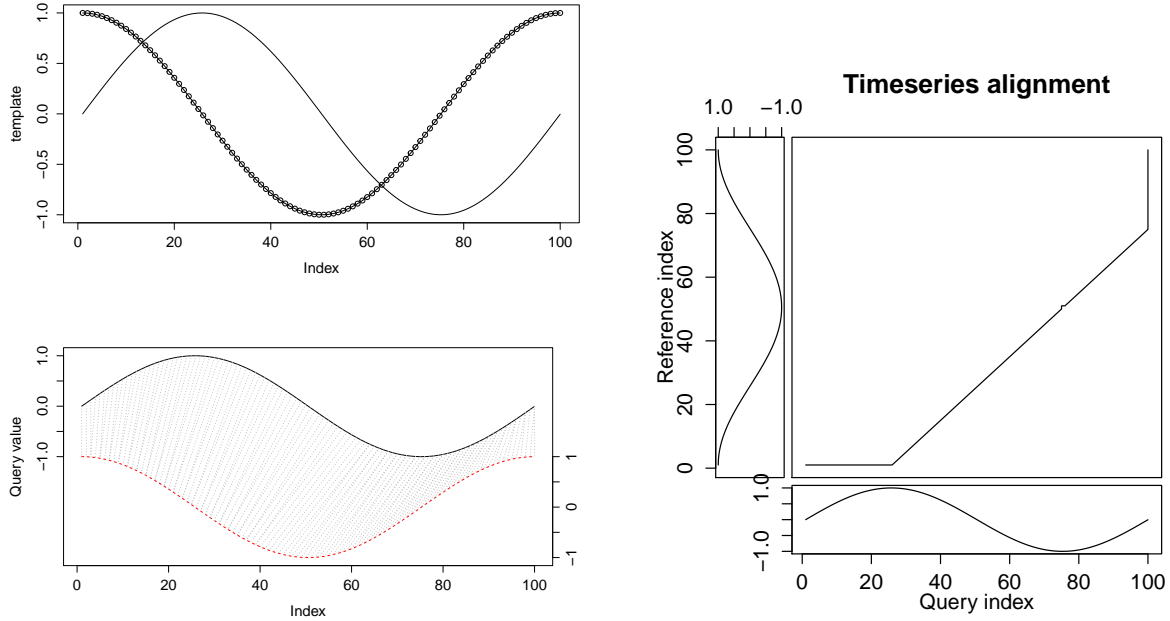 template
1.0
0.5
0.0
−0.5
−1.0
0 20 40 60 80 100
Index
Query value
1.0
0.0
−1.0
1
0
−1
0 20 40 60 80 100
Index
Timeseries alignment
1.0 −1.0
Reference index
100
80
60
40
20
0
1.0
−1.0
0 20 40 60 80 100
Query index